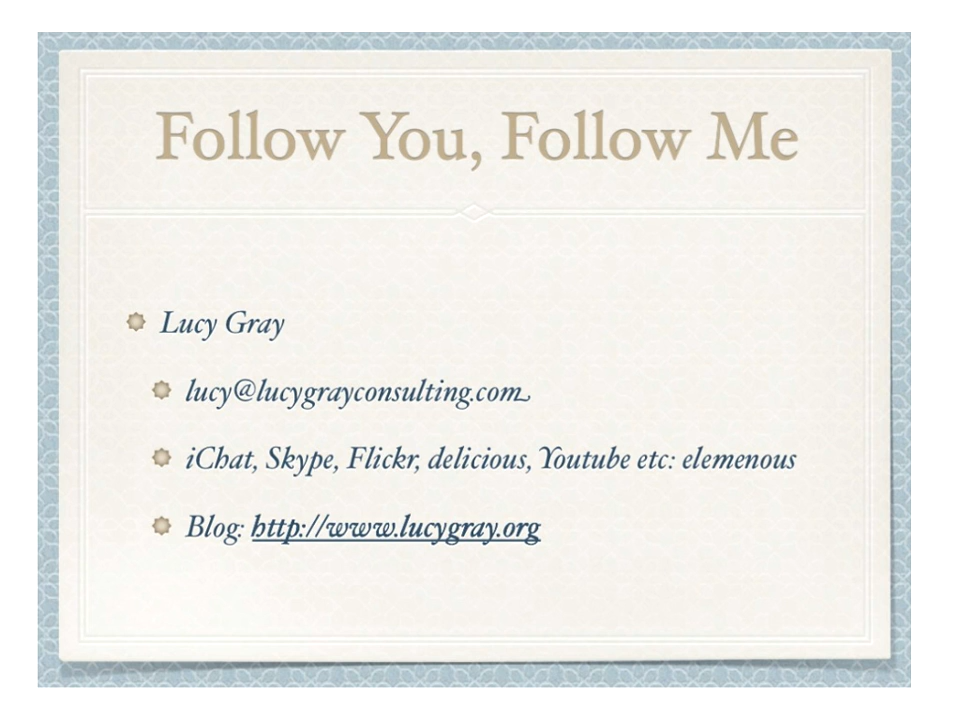 Follow You, Follow Me
Lucy Gray
lucy@lucygrayconsulting.com
iChat, Skype, Flickr, delicious, Youtube etc: elemenous
Blog: http://www.lucygray.org